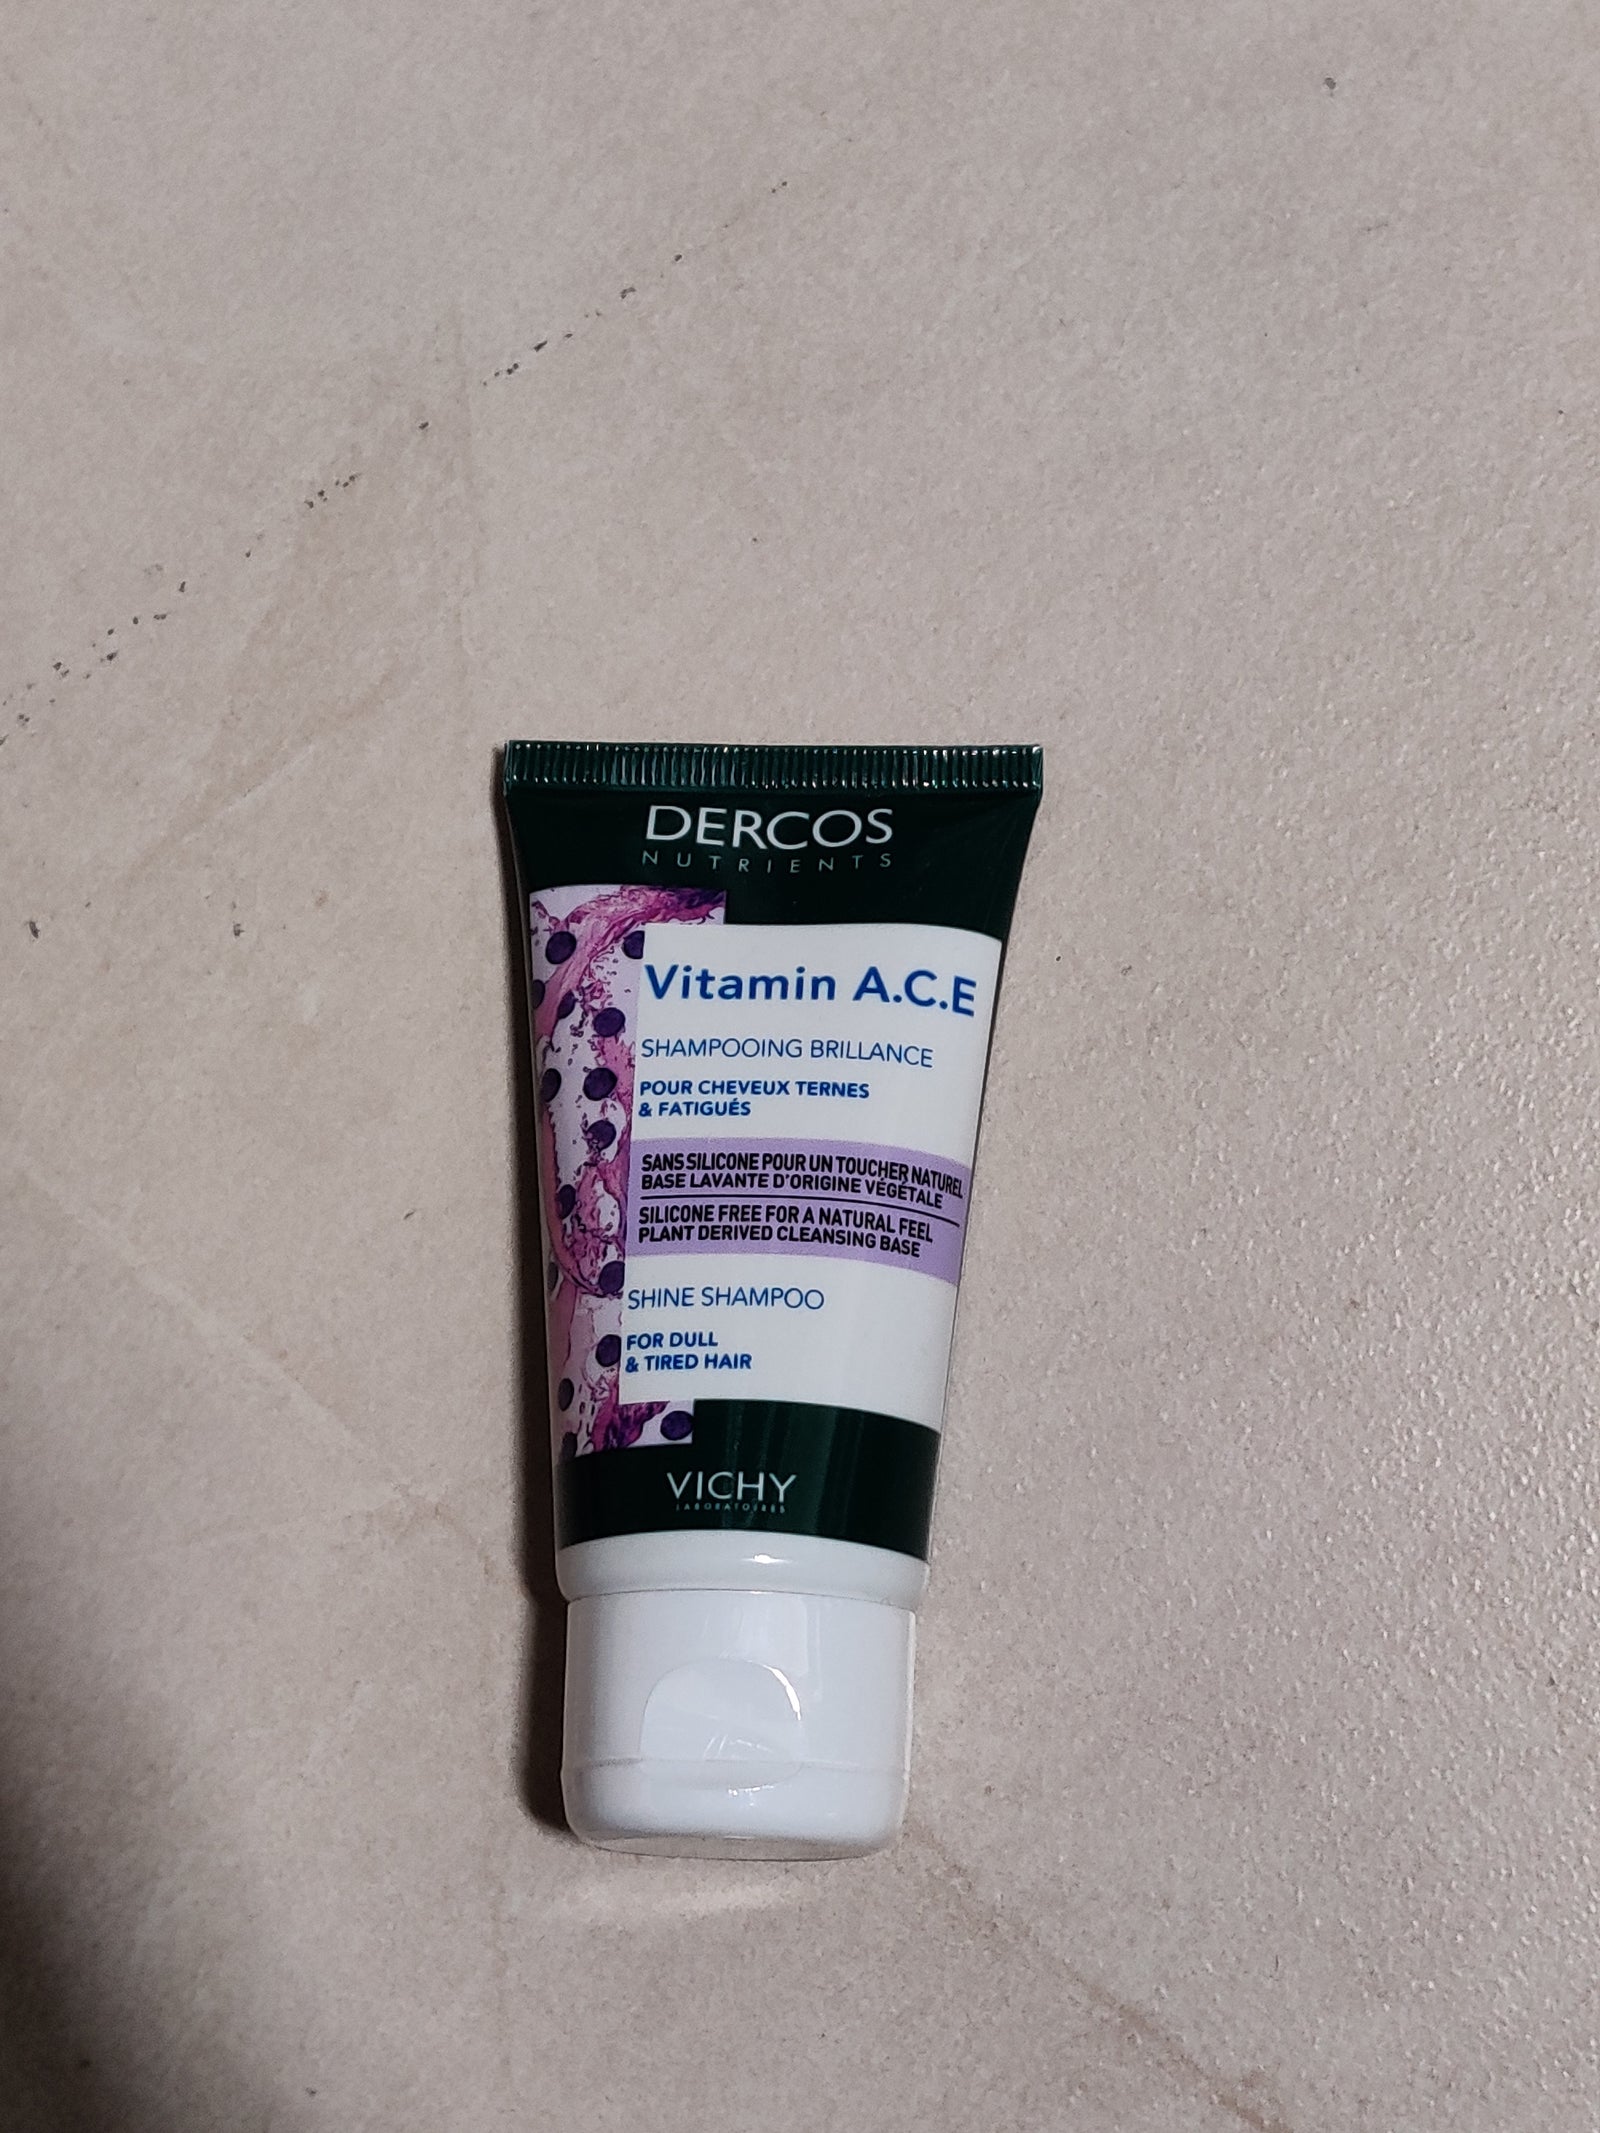 DERCOS
NUTRIENTS
Vitamin A.C.E
SHAMPOOING BRILLANCE
POUR CHEVEUX TERNES
& FATIGUÉS
SANS SILICONE POUR UN TOUCHER NATUREL
BASE LAVANTE D'ORIGINE VÉGÉTALE
SILICONE FREE FOR A NATURAL FEEL
PLANT DERIVED CLEANSING BASE
SHINE SHAMPOO
FOR DULL
& TIRED HAIR
VICHY
LABORATOIRES